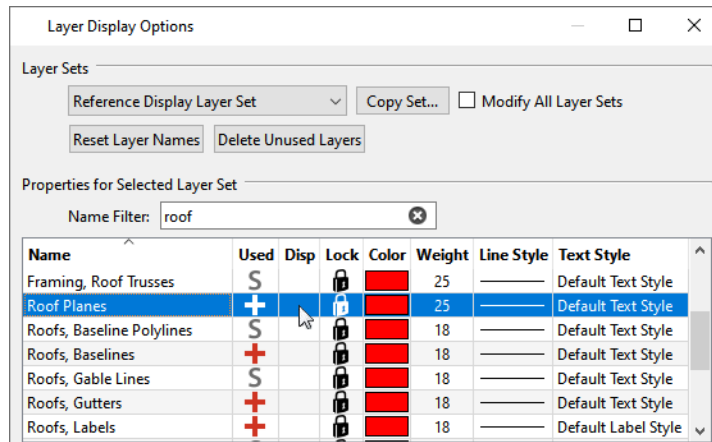 Layer Display Options
Layer Sets
Reference Display Layer Set Copy Set... Modify All Layer Sets
Reset Layer Names Delete Unused Layers
Properties for Selected Layer Set
Name Filter: roof
Name Used Disp Lock Color Weight Line Style Text Style
Framing, Roof Trusses S 25 Default Text Style
Roof Planes 25 Default Text Style
Roofs, Baseline Polylines S 18 Default Text Style
Roofs, Baselines 18 Default Text Style
Roofs, Gable Lines S 18 Default Text Style
Roofs, Gutters 18 Default Text Style
Roofs, Labels 18 Default Label Style